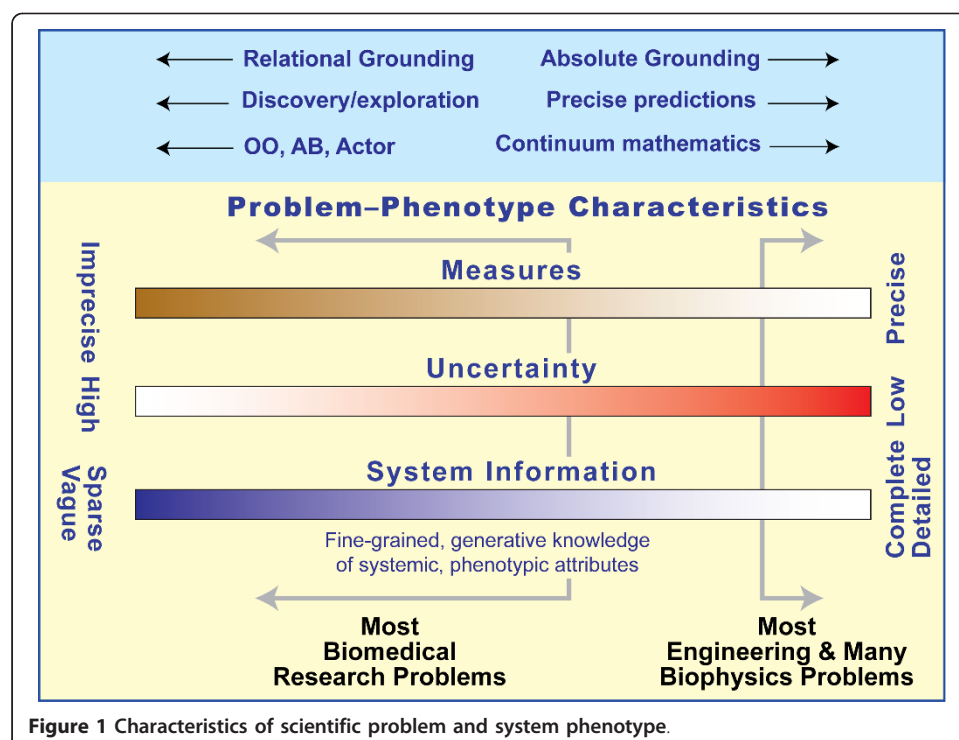 Relational Grounding
Absolute Grounding
Discovery/exploration
Precise predictions
OO, AB, Actor
Continuum mathematics
Problem–Phenotype Characteristics
Measures
Imprecise
Precise
Uncertainty
High
Low
System Information
Sparse
Vague
Complete
Detailed
Fine-grained, generative knowledge
of systemic, phenotypic attributes
Most
Biomedical
Research Problems
Most
Engineering & Many
Biophysics Problems
Figure 1 Characteristics of scientific problem and system phenotype.